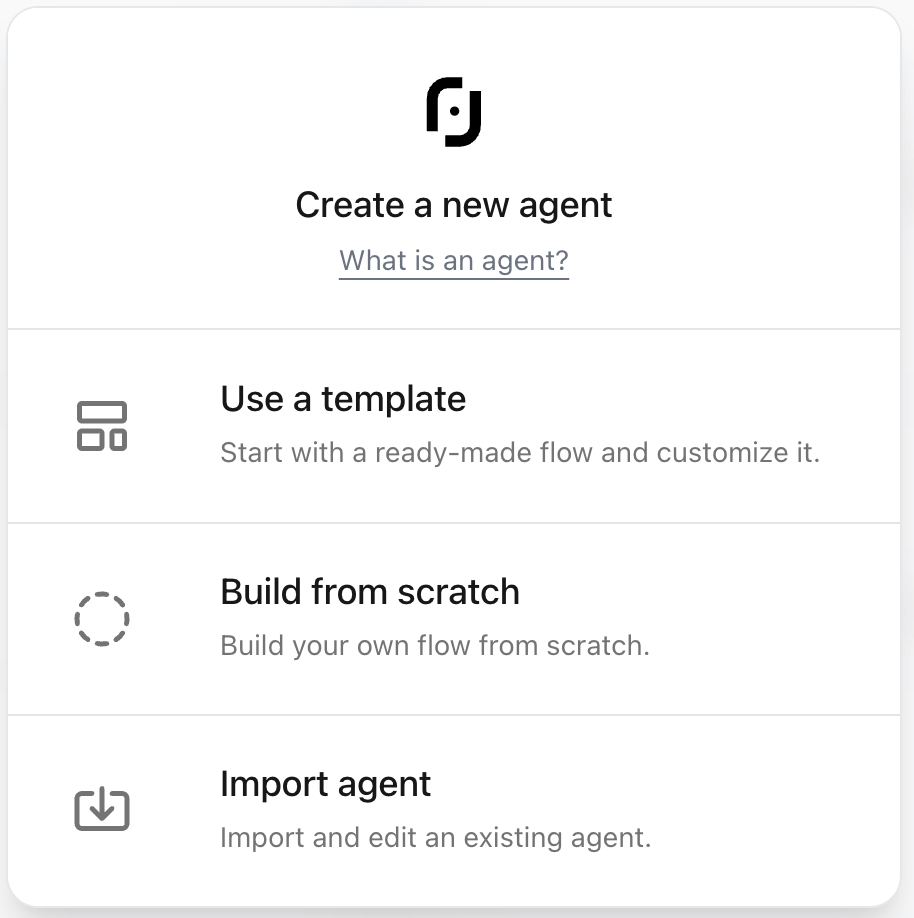 Create a new agent
What is an agent?
Use a template
Start with a ready-made flow and customize it.
Build from scratch
Build your own flow from scratch.
Import agent
Import and edit an existing agent.